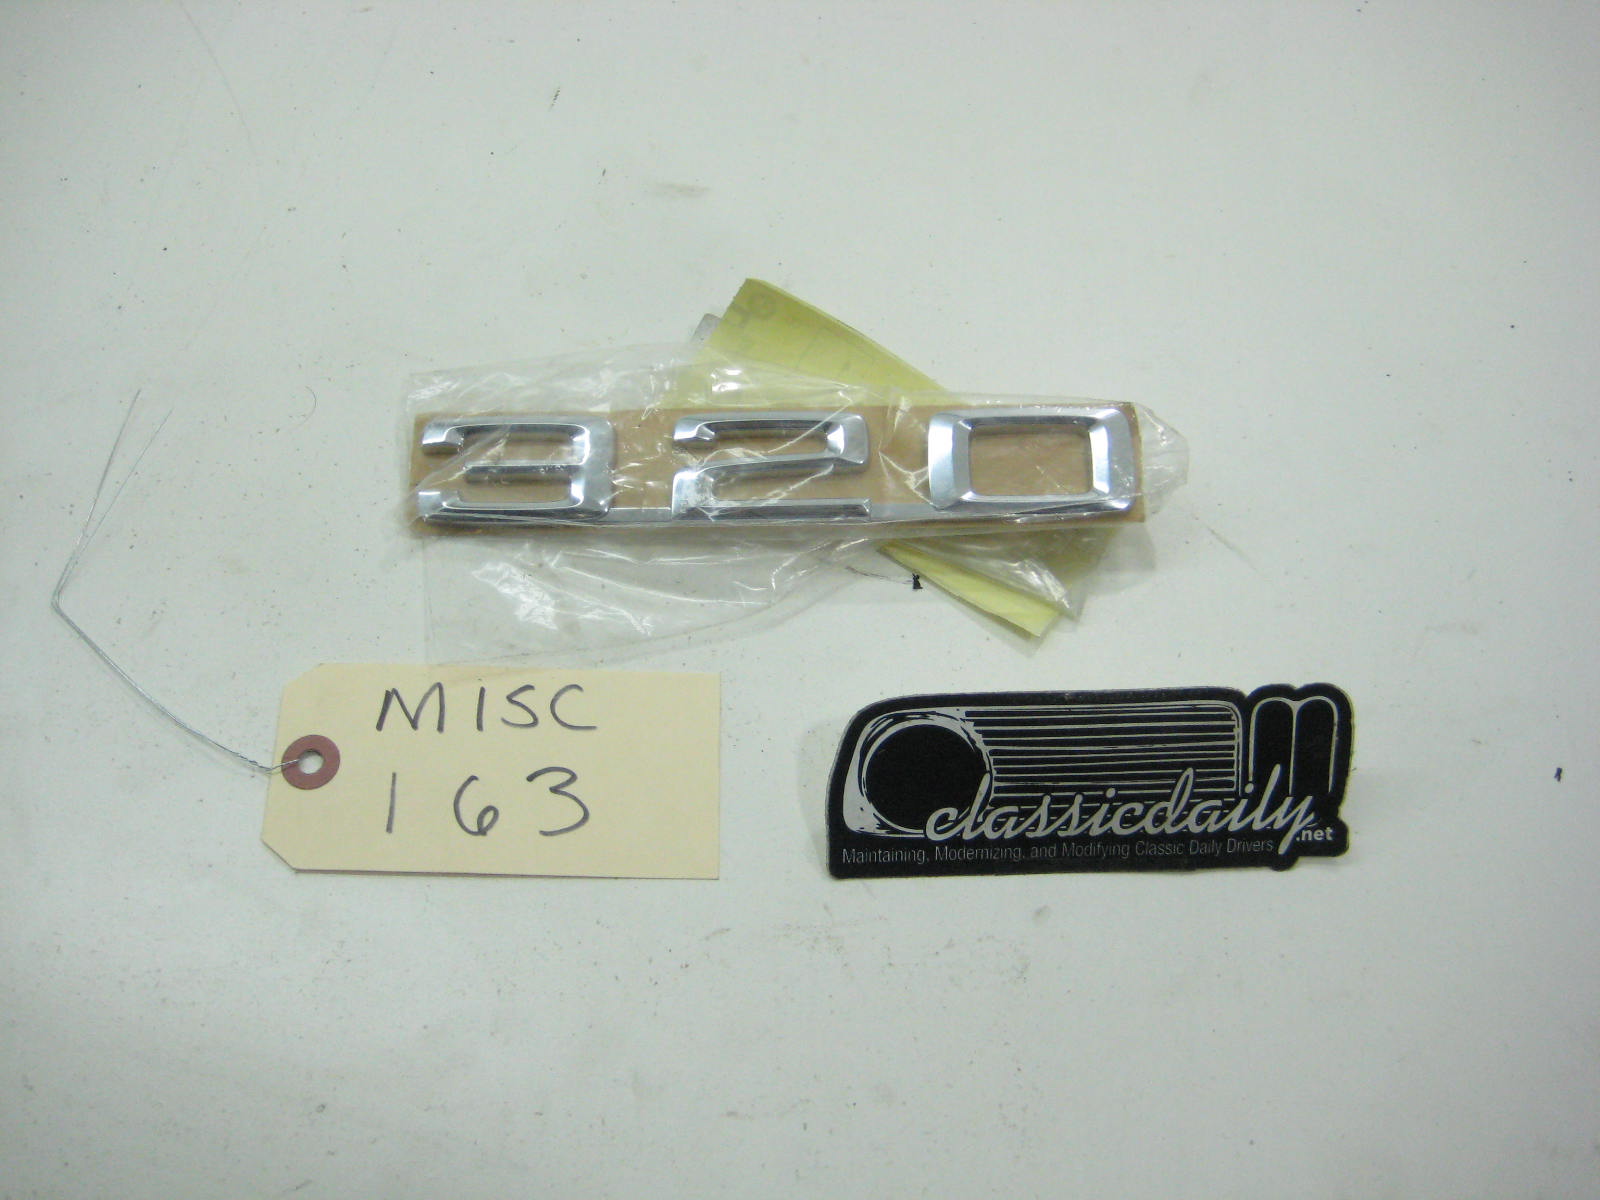 320
MISC
163
classicdaily
.net
Maintaining, Modernizing, and Modifying Classic Daily Drivers